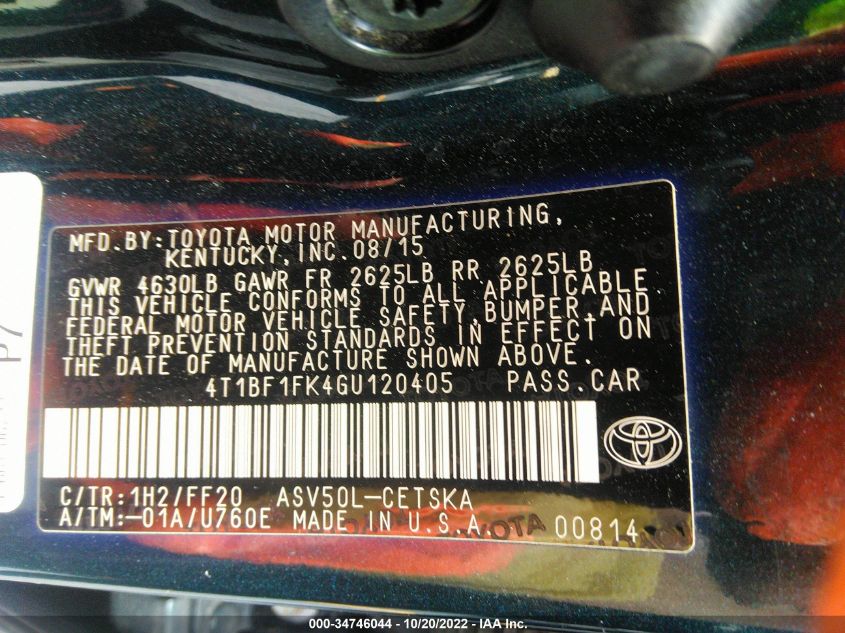 MFD.BY:TOYOTA MOTOR MANUFACTURING,
KENTUCKY,INC.08/15
GVWR 4630LB GAWR FR 2625LB RR 2625LB
THIS VEHICLE CONFORMS TO ALL APPLICABLE
FEDERAL MOTOR VEHICLE SAFETY,BUMPER,AND
THEFT PREVENTION STANDARDS IN EFFECT ON
THE DATE OF MANUFACTURE SHOWN ABOVE.
4T1BF1FK4GU120405 PASS.CAR
C/TR:1H2/FF20 ASV50L-CETSKA
A/TM:-01A/U760E MADE IN U.S.A.
00814
000-34746044 / 10/20/2022 - IAA Inc.